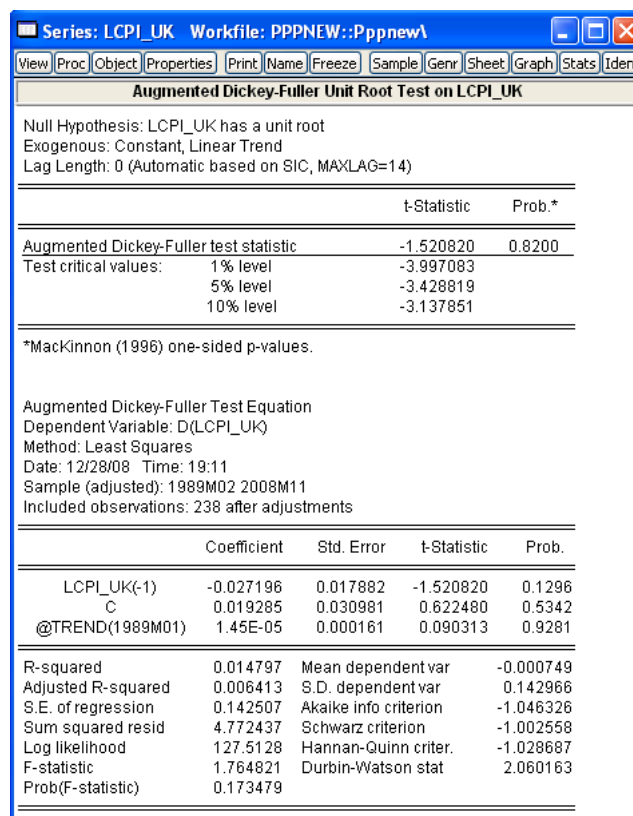 Series: LCPI_UK Workfile: PPPNEW::Pppnew\
View Proc Object Properties Print Name Freeze Sample Genr Sheet Graph Stats Iden
Augmented Dickey-Fuller Unit Root Test on LCPI_UK
Null Hypothesis: LCPI_UK has a unit root
Exogenous: Constant, Linear Trend
Lag Length: 0 (Automatic based on SIC, MAXLAG=14)
t-Statistic Prob.*
Augmented Dickey-Fuller test statistic -1.520820 0.8200
Test critical values: 1% level -3.997083
5% level -3.428819
10% level -3.137851
*MacKinnon (1996) one-sided p-values.
Augmented Dickey-Fuller Test Equation
Dependent Variable: D(LCPI_UK)
Method: Least Squares
Date: 12/28/08 Time: 19:11
Sample (adjusted): 1989M02 2008M11
Included observations: 238 after adjustments
Coefficient Std. Error t-Statistic Prob.
LCPI_UK(-1) -0.027196 0.017882 -1.520820 0.1296
C 0.019285 0.030981 0.622480 0.5342
@TREND(1989M01) 1.45E-05 0.000161 0.090313 0.9281
R-squared 0.014797 Mean dependent var -0.000749
Adjusted R-squared 0.006413 S.D. dependent var 0.142966
S.E. of regression 0.142507 Akaike info criterion -1.046326
Sum squared resid 4.772437 Schwarz criterion -1.002558
Log likelihood 127.5128 Hannan-Quinn criter. -1.028687
F-statistic 1.764821 Durbin-Watson stat 2.060163
Prob(F-statistic) 0.173479